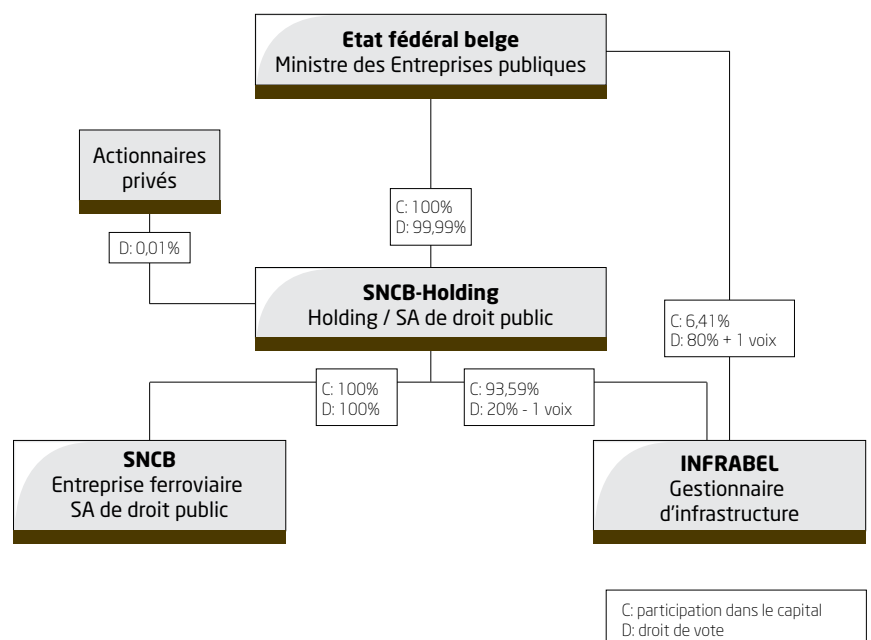 Etat fédéral belge
Ministre des Entreprises publiques
Actionnaires
privés
C: 100%
D: 99,99%
D: 0,01%
SNCB-Holding
Holding / SA de droit public
C: 6,41%
D: 80% + 1 voix
C: 100%
D: 100%
C: 93,59%
D: 20% - 1 voix
SNCB
Entreprise ferroviaire
SA de droit public
INFRABEL
Gestionnaire
d'infrastructure
C: participation dans le capital
D: droit de vote